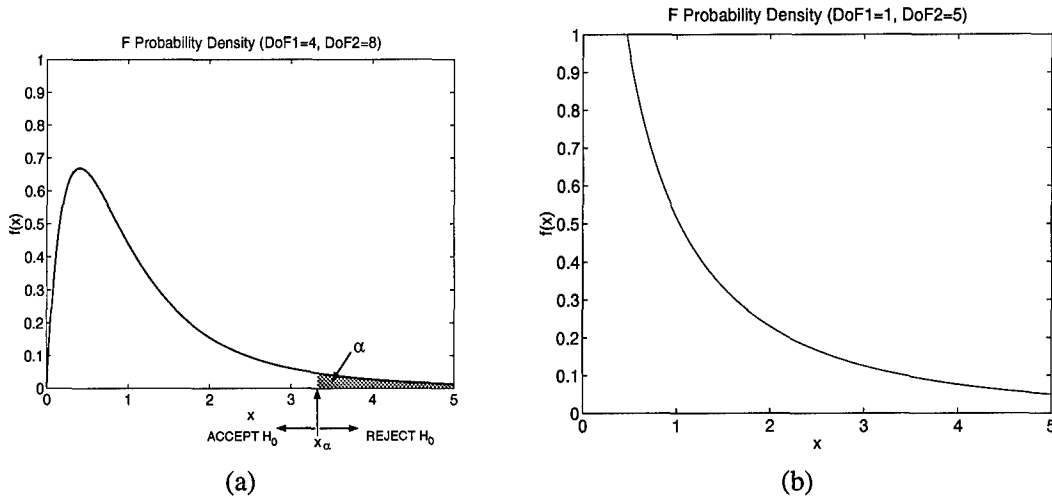 F Probability Density (DoF1=4, DoF2=8)
1
0.9
0.8
0.7
0.6
0.5
0.4
0.3
0.2
0.1
0
f(x)
α
0 1 2 3 4 5
x
ACCEPT H0 xα REJECT H0
(a)
F Probability Density (DoF1=1, DoF2=5)
1
0.9
0.8
0.7
0.6
0.5
0.4
0.3
0.2
0.1
0
f(x)
0 1 2 3 4 5
x
(b)